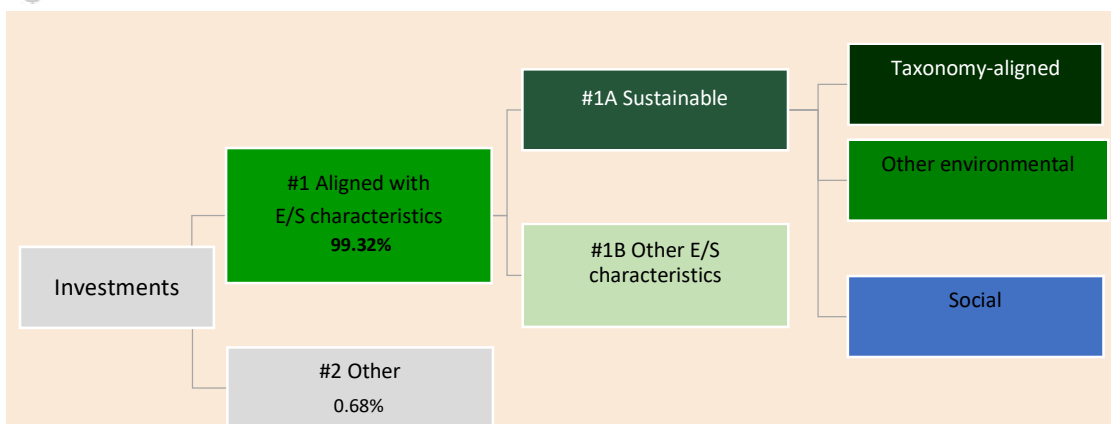 Investments
#1 Aligned with
E/S characteristics
99.32%
#2 Other
0.68%
#1A Sustainable
#1B Other E/S
characteristics
Taxonomy-aligned
Other environmental
Social